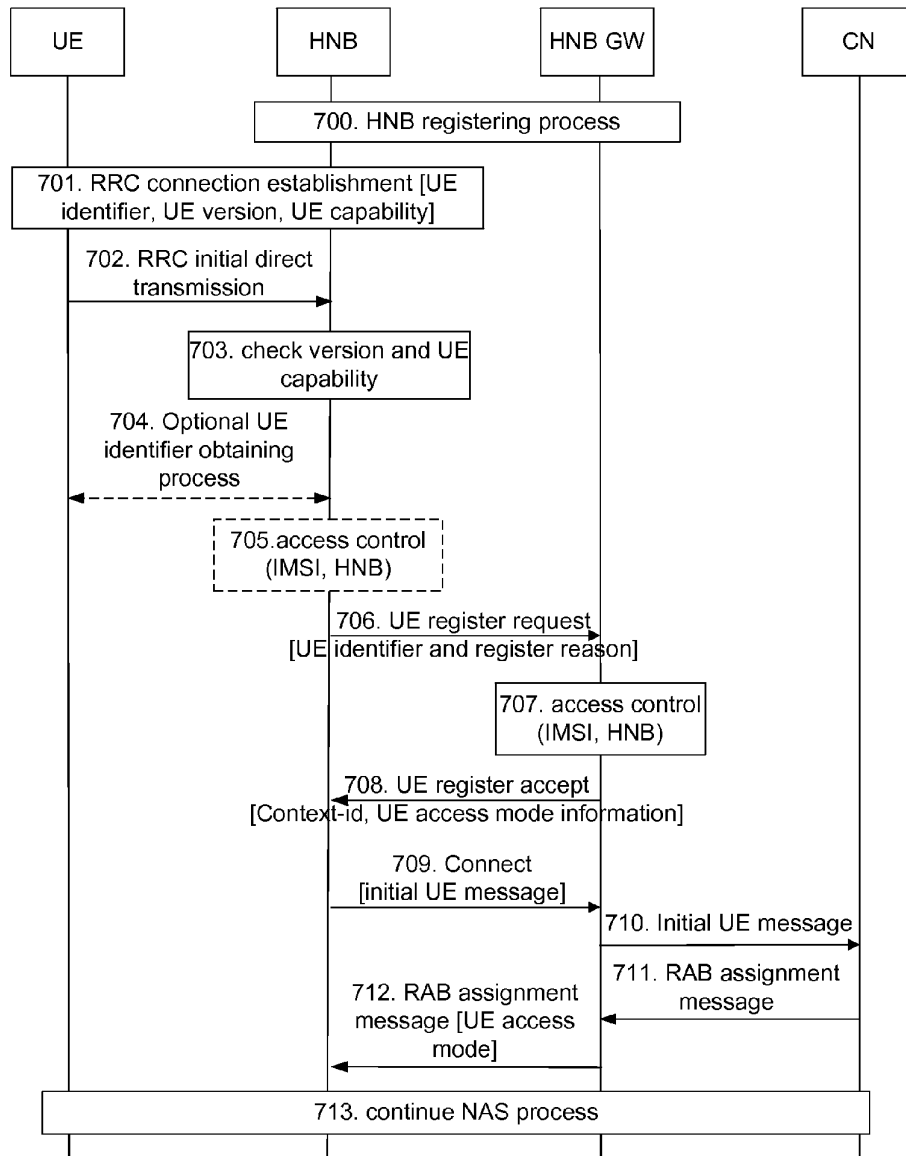 UE
HNB
HNB GW
CN
700. HNB registering process
701. RRC connection establishment [UE
identifier, UE version, UE capability]
702. RRC initial direct
transmission
703. check version and UE
capability
704. Optional UE
identifier obtaining
process
705.access control
(IMSI, HNB)
706. UE register request
[UE identifier and register reason]
707. access control
(IMSI, HNB)
708. UE register accept
[Context-id, UE access mode information]
709. Connect
[initial UE message]
710. Initial UE message
711. RAB assignment
message
712. RAB assignment
message [UE access
mode]
713. continue NAS process